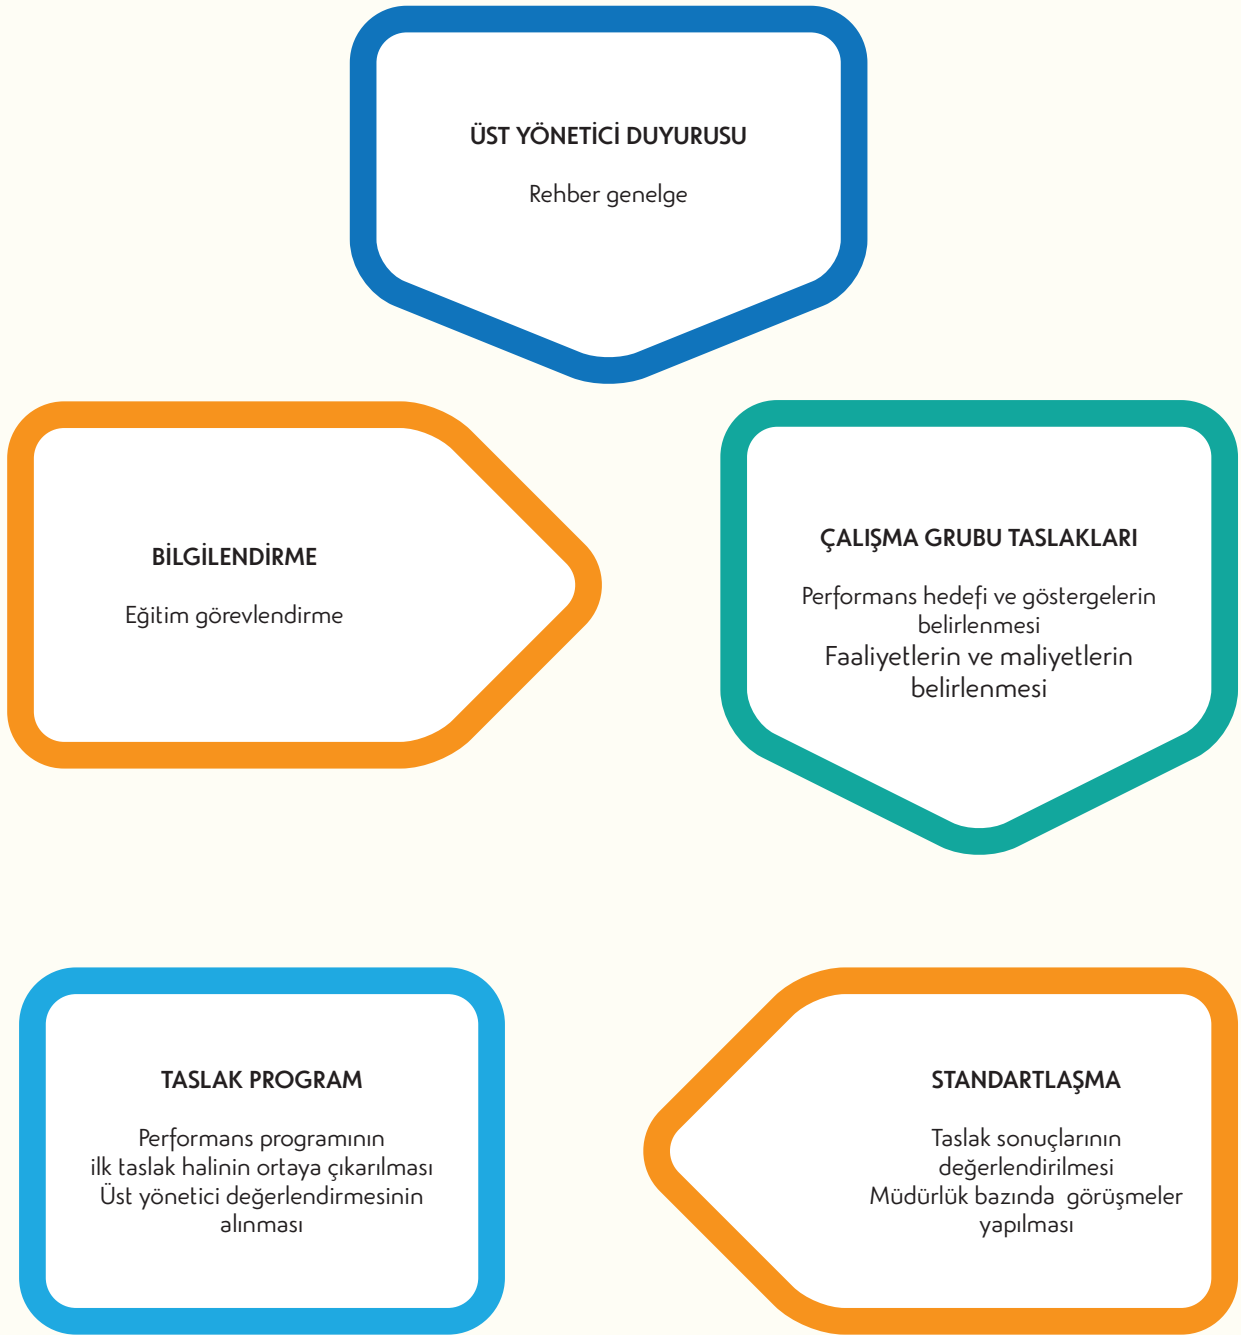 ÜST YÖNETİCİ DUYURUSU
Rehber genelge
BİLGİLENDİRME
Eğitim görevlendirme
ÇALIŞMA GRUBU TASLAKLARI
Performans hedefi ve göstergelerin
belirlenmesi
Faaliyetlerin ve maliyetlerin
belirlenmesi
STANDARTLAŞMA
Taslak sonuçlarının
değerlendirilmesi
Müdürlük bazında görüşmeler
yapılması
TASLAK PROGRAM
Performans programının
ilk taslak halinin ortaya çıkarılması
Üst yönetici değerlendirmesinin
alınması